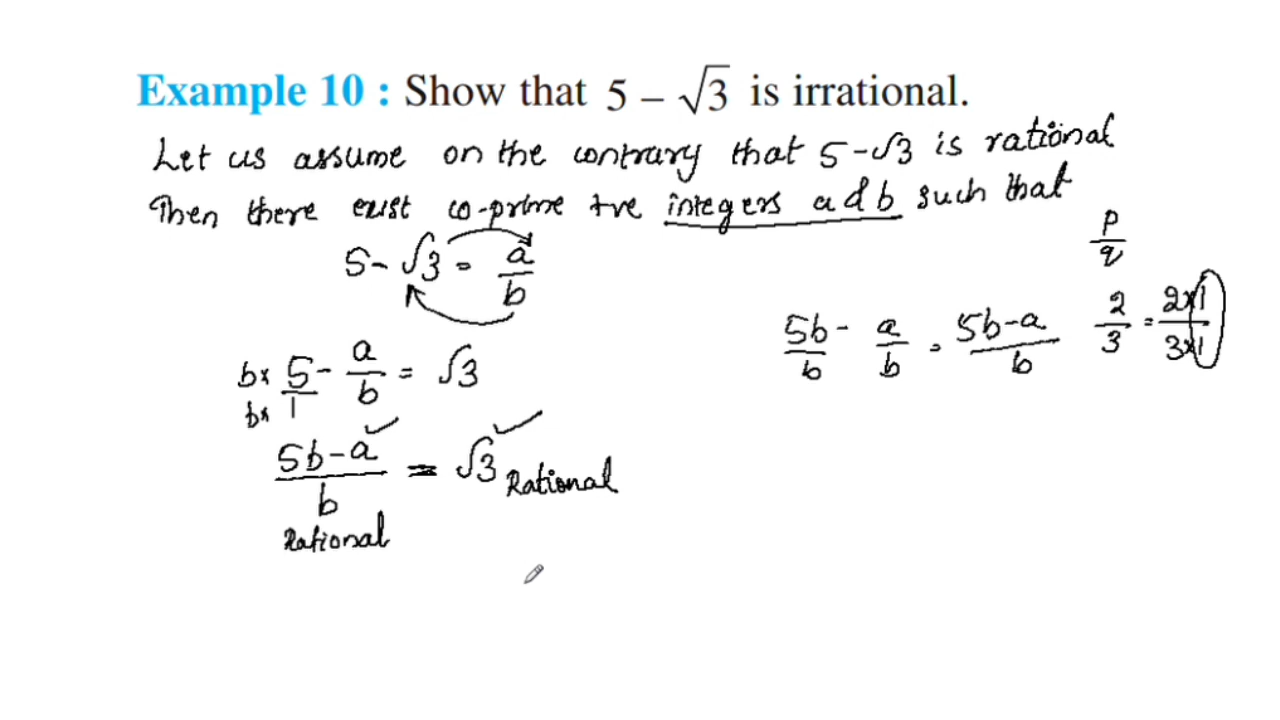 Example 10 : Show that 5 – √3 is irrational.
Let us assume on the contrary that 5-√3 is rational
Then there exist co-prime +ve integers a d b such that
5-√3 = a/b
b× 5/b× 1 - a/b = √3
5b-a/b = √3 Rational
Rational
5b/b - a/b = 5b-a/b
p/q
2/3 = 2×1/3×1